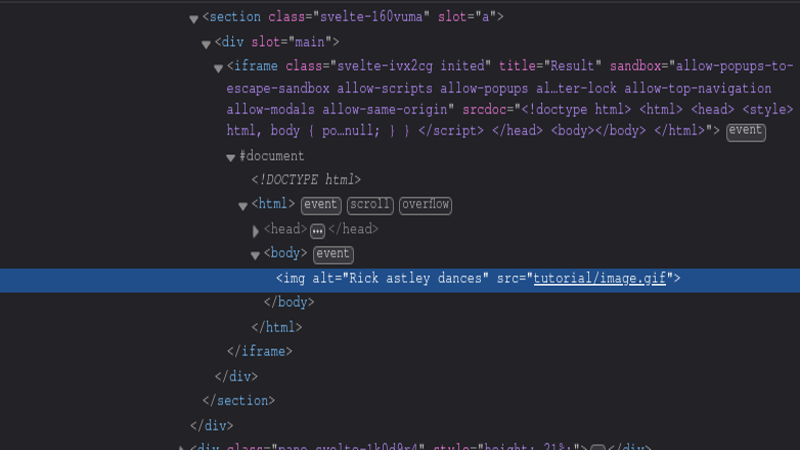 <section class="svelte-160vuma" slot="a">
<div slot="main">
<iframe class="svelte-ivx2cg inited" title="Result" sandbox="allow-popups-to-
escape-sandbox allow-scripts allow-popups al…ter-lock allow-top-navigation
allow-modals allow-same-origin" srcdoc="<!doctype html> <html> <head> <style>
html, body { po…null; } } </script> </head> <body></body> </html>"> event
#document
<!DOCTYPE html>
<html> event scroll overflow
<head> ••• </head>
<body> event
<img alt="Rick astley dances" src="tutorial/image.gif">
</body>
</html>
</iframe>
</div>
</section>
</div>
<div class="pane svelte-1k0d9r4" style="height: 21%;"> </div>